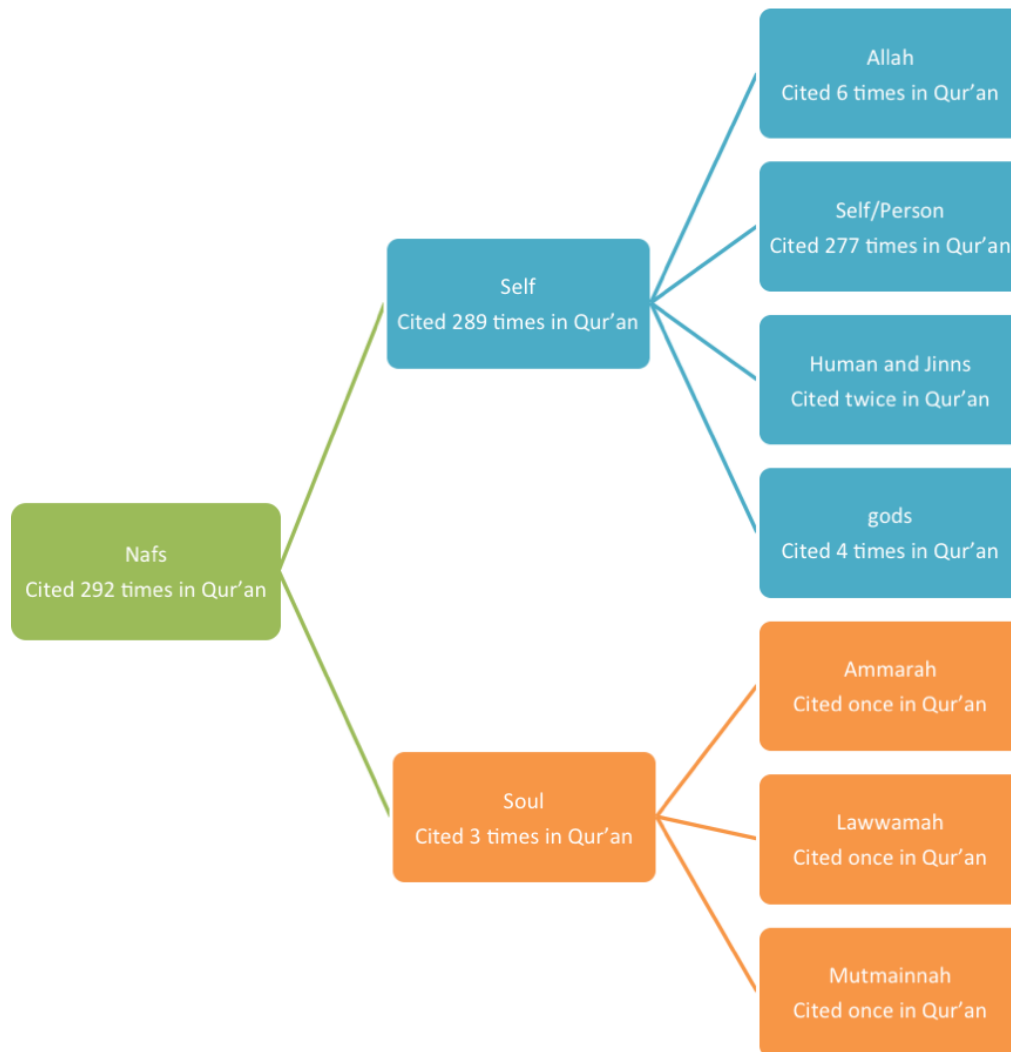 Allah
Cited 6 times in Qur’an
Self/Person
Cited 277 times in Qur’an
Self
Cited 289 times in Qur’an
Human and Jinns
Cited twice in Qur’an
gods
Cited 4 times in Qur’an
Nafs
Cited 292 times in Qur’an
Ammarah
Cited once in Qur’an
Soul
Cited 3 times in Qur’an
Lawwamah
Cited once in Qur’an
Mutmainnah
Cited once in Qur’an